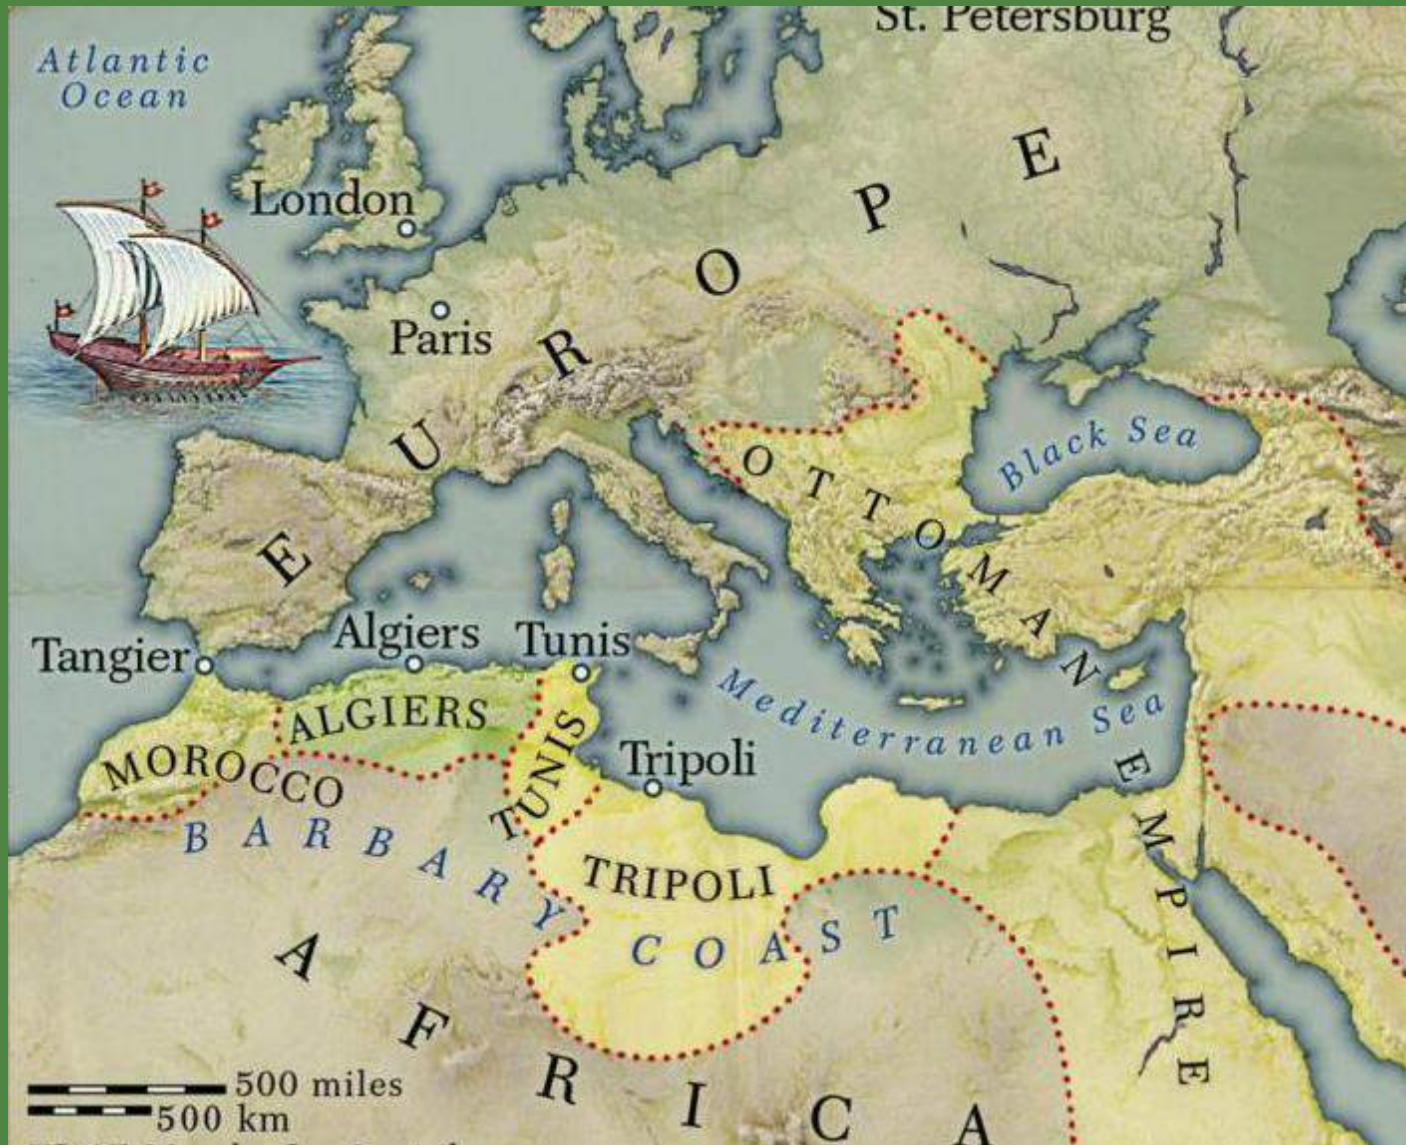 St. Petersburg
Atlantic
Ocean
EUROPE
London
Paris
Black Sea
OTTOMAN EMPIRE
Algiers
Tunis
Tangier
Mediterranean Sea
ALGIERS
TUNIS
Tripoli
MOROCCO
BARBARY COAST
TRIPOLI
AFRICA
500 miles
500 km